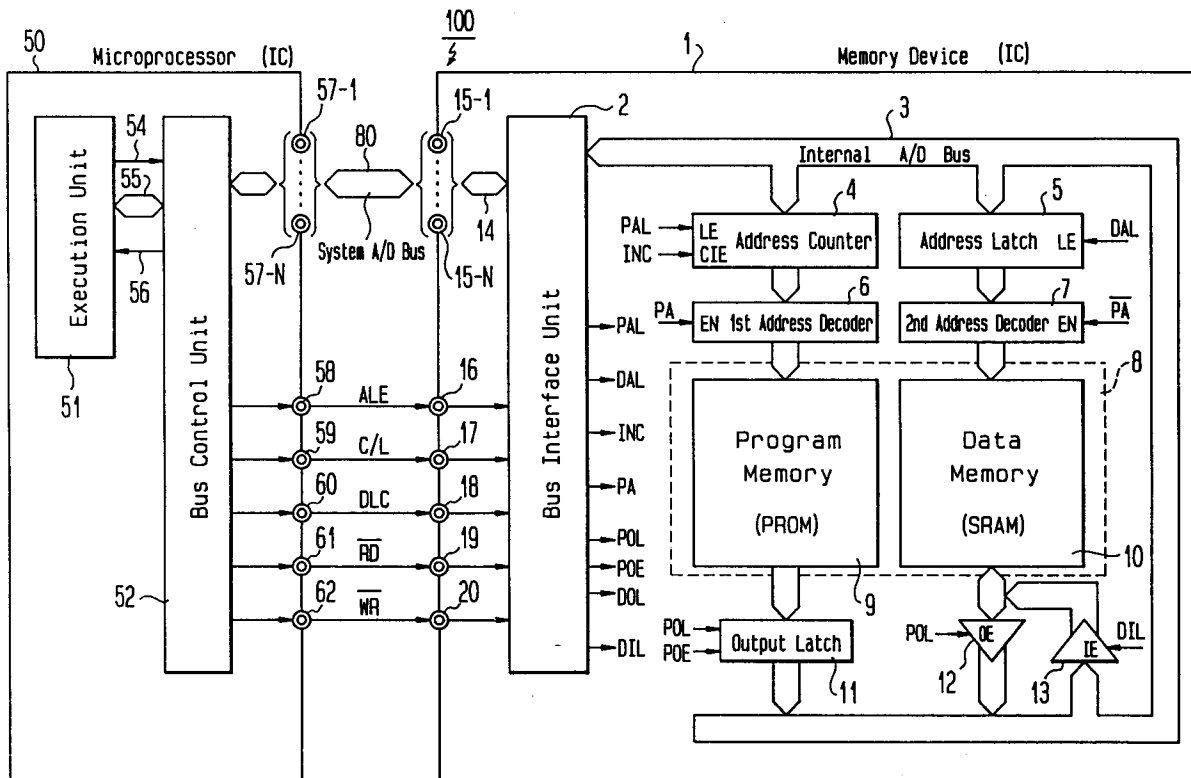 100
50
Microprocessor (IC)
1
Memory Device (IC)
57-1
15-1
2
3
54
80
Internal A/D Bus
55
4
5
PAL
LE
Address Counter
Address Latch
LE
DAL
INC
CIE
14
56
57-N
System A/D Bus
15-N
6
7
PA
EN 1st Address Decoder
2nd Address Decoder EN
P̅A̅
Execution Unit
Bus Control Unit
Bus Interface Unit
PAL
8
51
58
ALE
16
DAL
59
C/L
17
INC
Program Memory (PROM)
Data Memory (SRAM)
60
DLC
18
PA
61
R̅D̅
19
POL
POE
10
52
62
W̅R̅
20
DOL
9
POL
POE
Output Latch
POL
OE
DIL
IE
DIL
11
12
13